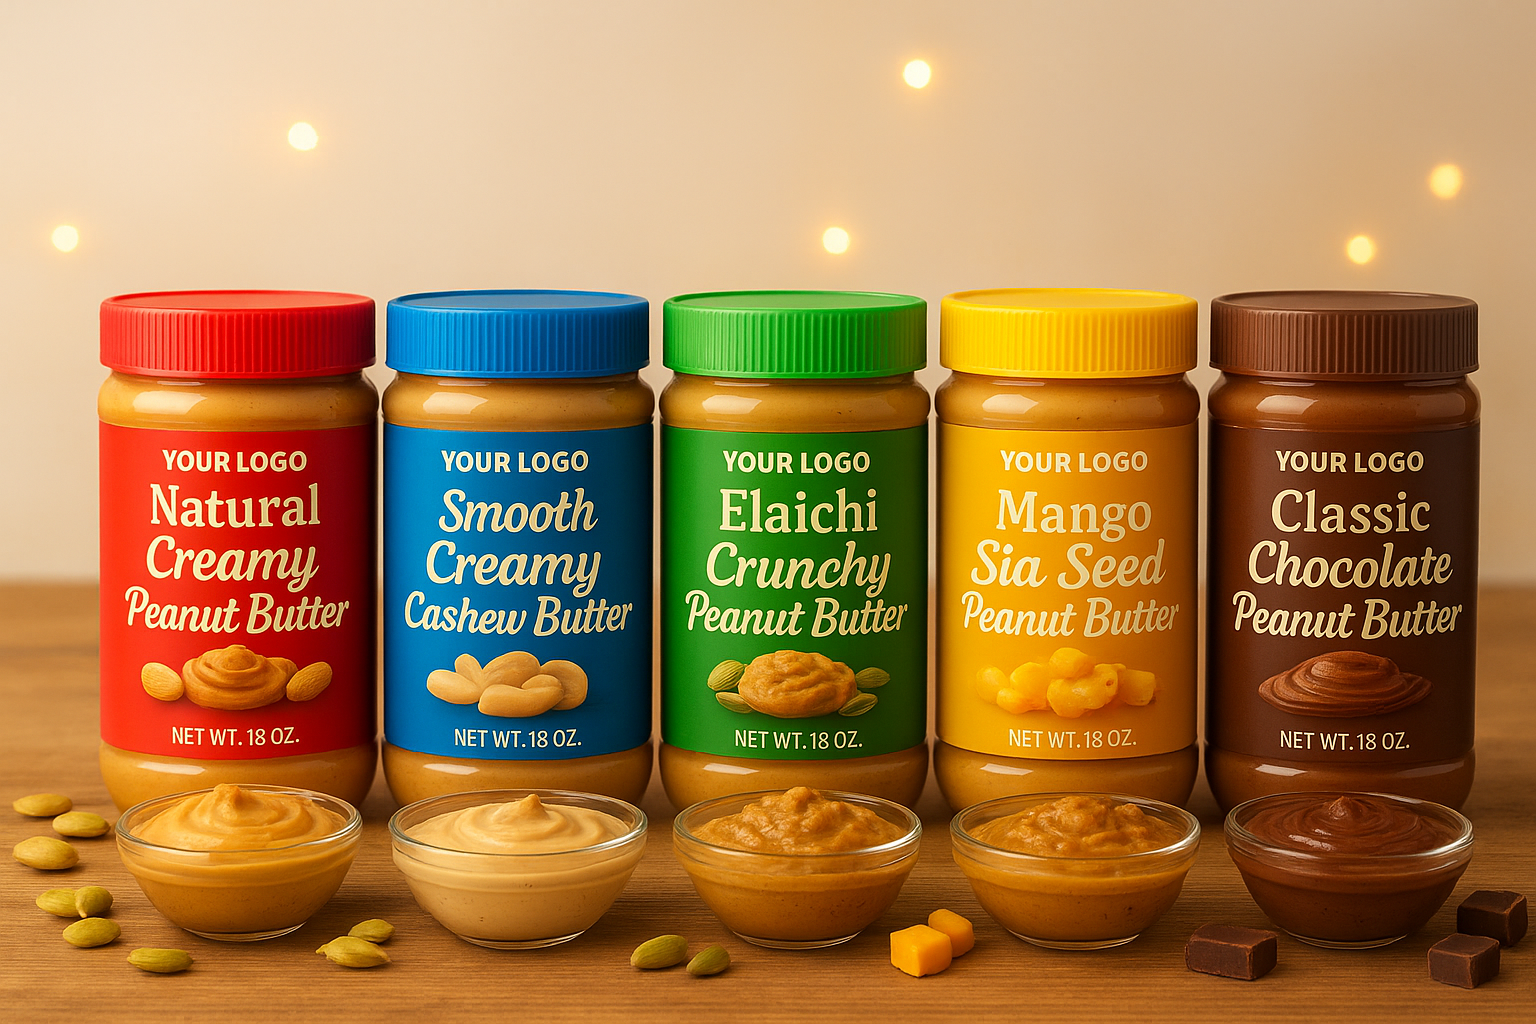 YOUR LOGO
Natural
Creamy
Peanut Butter
NET WT. 18 OZ.
YOUR LOGO
Smooth
Creamy
Cashew Butter
NET WT. 18 OZ.
YOUR LOGO
Elaichi
Crunchy
Peanut Butter
NET WT. 18 OZ.
YOUR LOGO
Mango
Sia Seed
Peanut Butter
NET WT. 18 OZ.
YOUR LOGO
Classic
Chocolate
Peanut Butter
NET WT. 18 OZ.